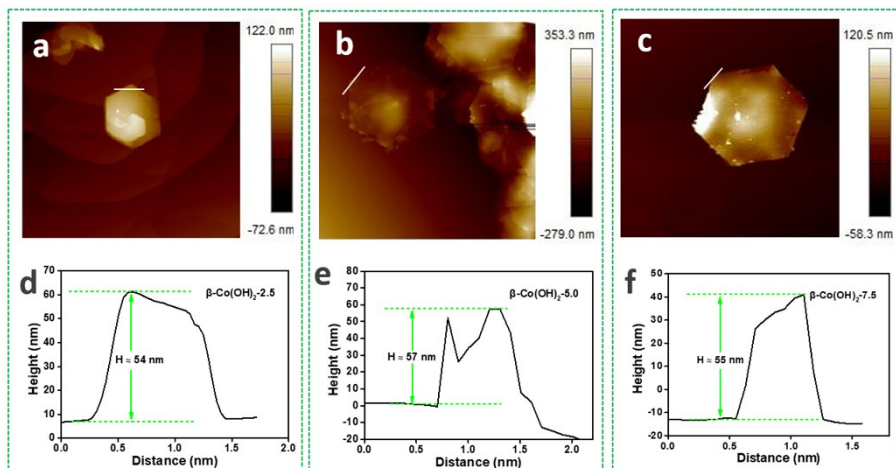 a
122.0 nm
-72.6 nm
b
353.3 nm
-279.0 nm
c
120.5 nm
-58.3 nm
d
β-Co(OH)₂-2.5
H ≈ 54 nm
Height (nm)
70
60
50
40
30
20
10
0
0.0 0.5 1.0 1.5 2.0
Distance (nm)
e
β-Co(OH)₂-5.0
H ≈ 57 nm
Height (nm)
80
70
60
50
40
30
20
10
0
-10
-20
0.0 0.5 1.0 1.5 2.0
Distance (nm)
f
β-Co(OH)₂-7.5
H ≈ 55 nm
Height (nm)
50
40
30
20
10
0
-10
-20
0.0 0.5 1.0 1.5
Distance (nm)